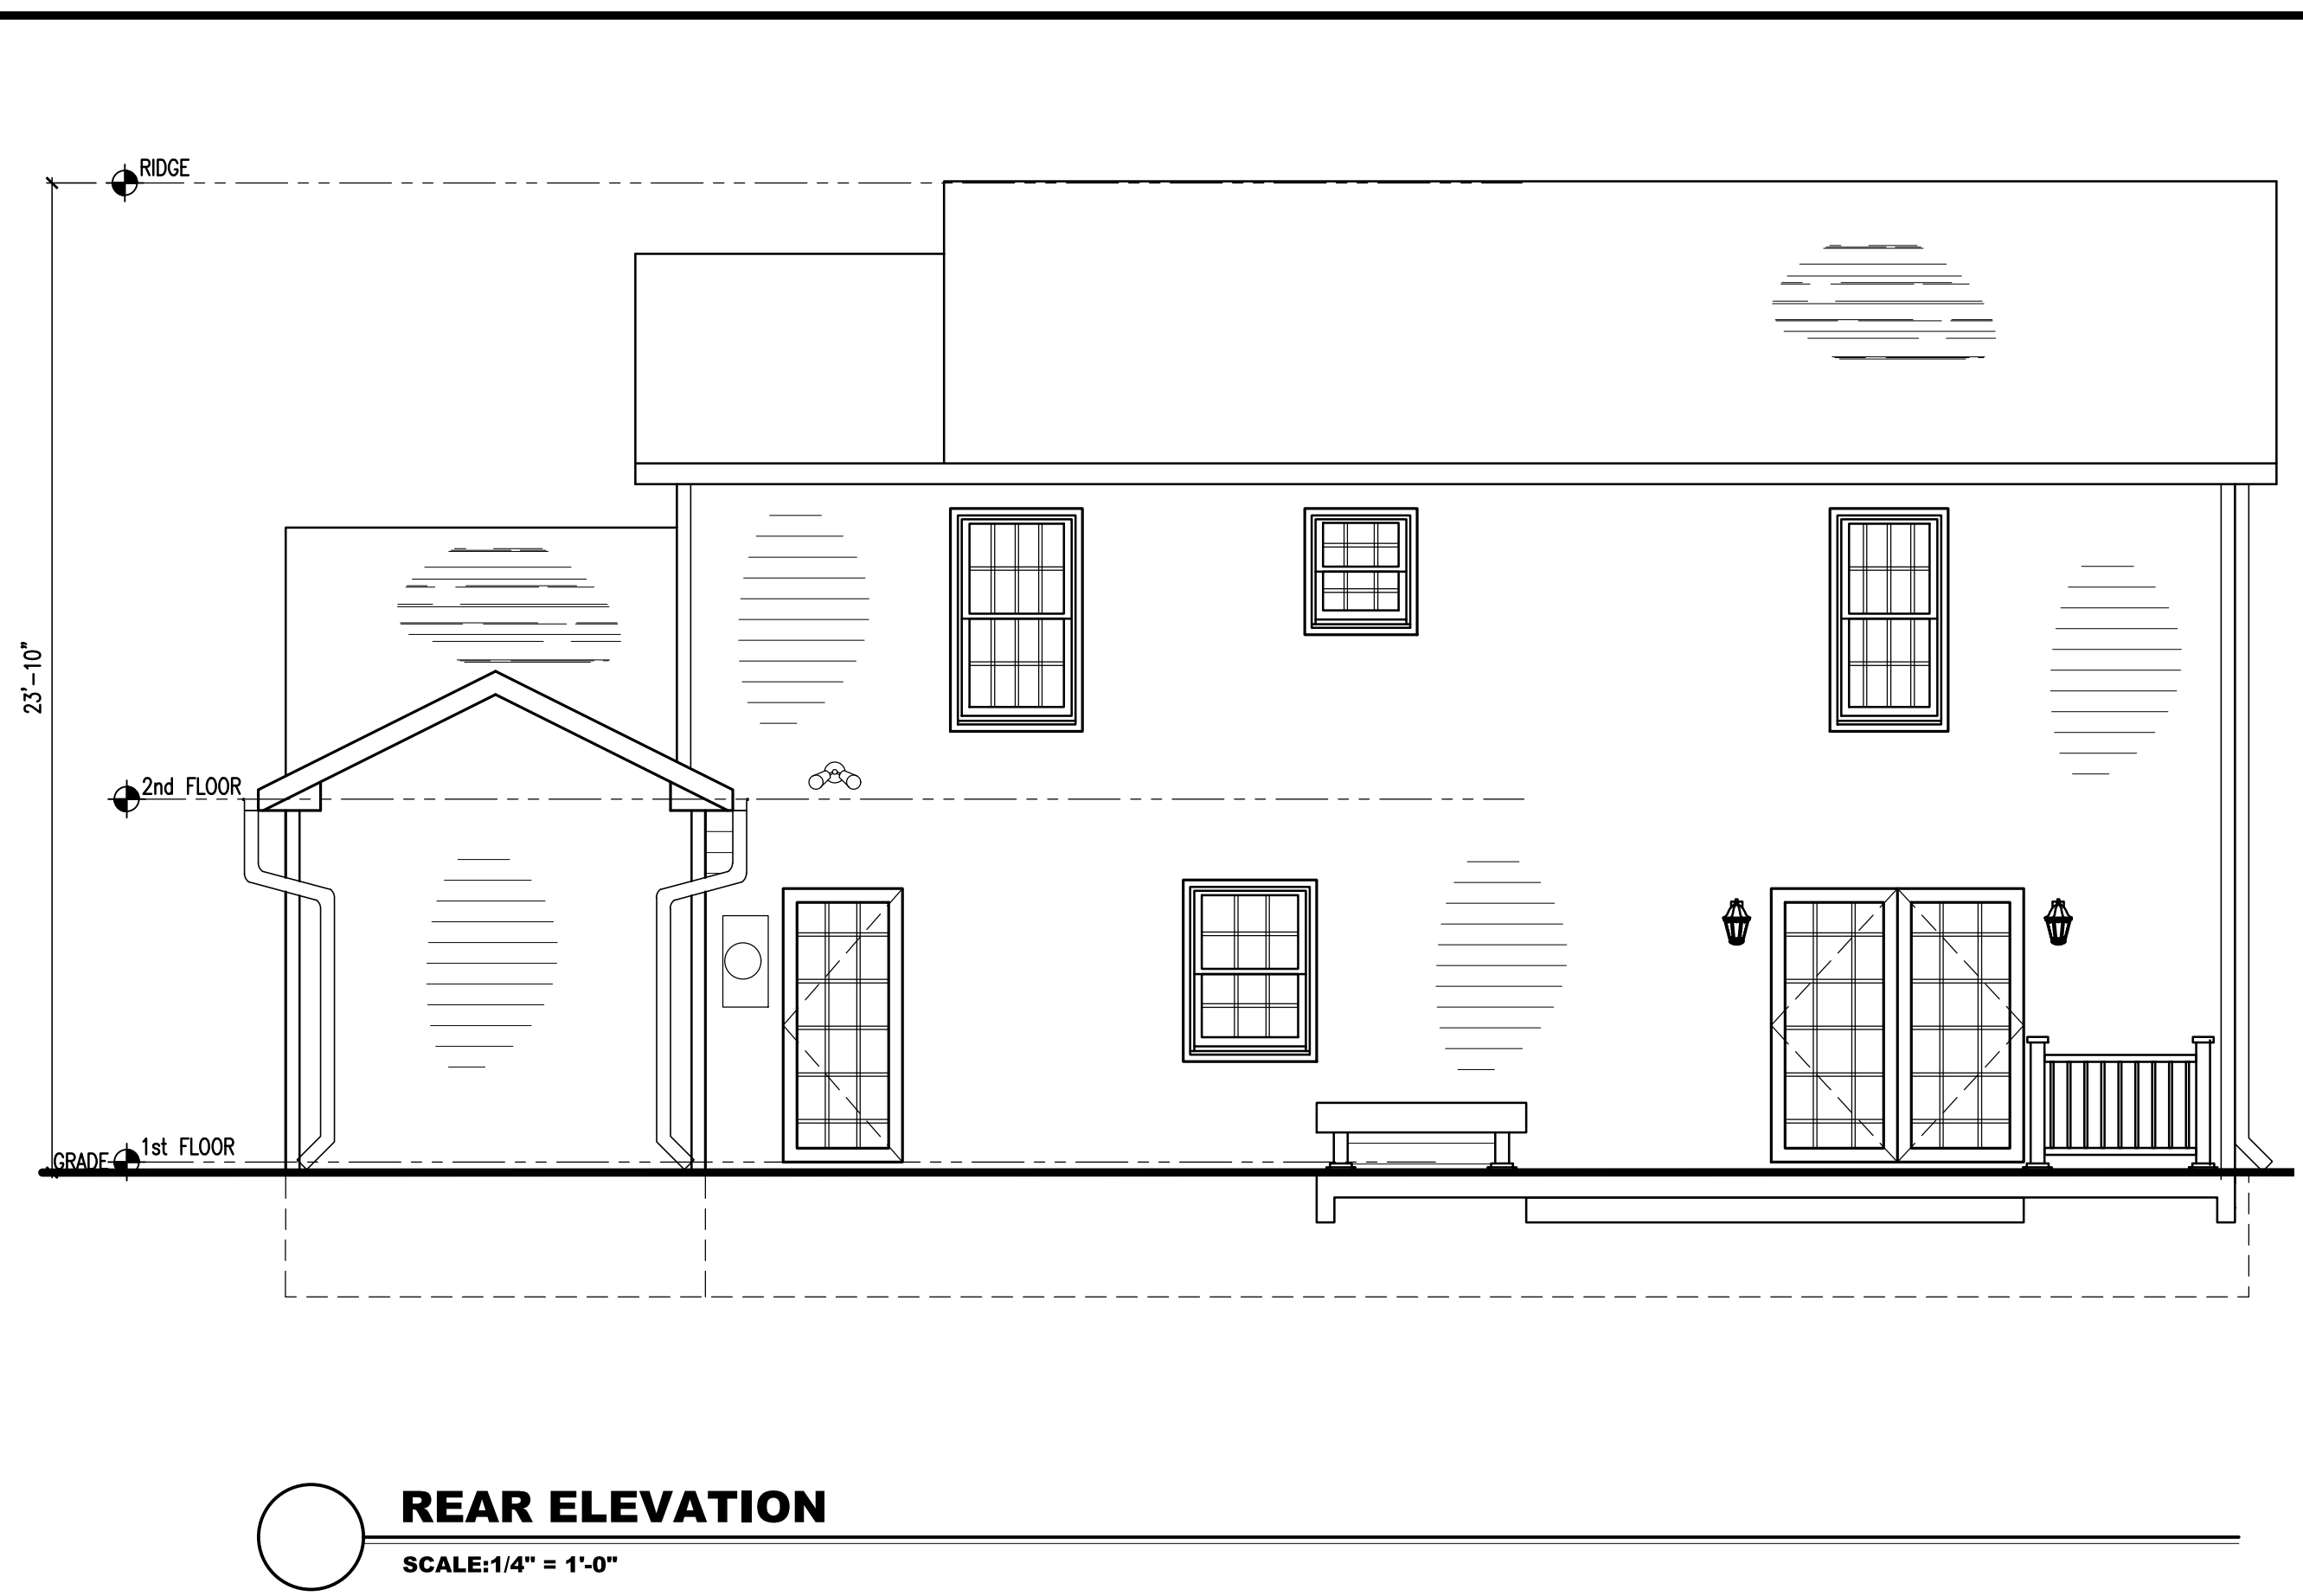 RIDGE
23'-10"
2nd FLOOR
1st FLOOR
GRADE
REAR ELEVATION
SCALE:1/4" = 1'-0"